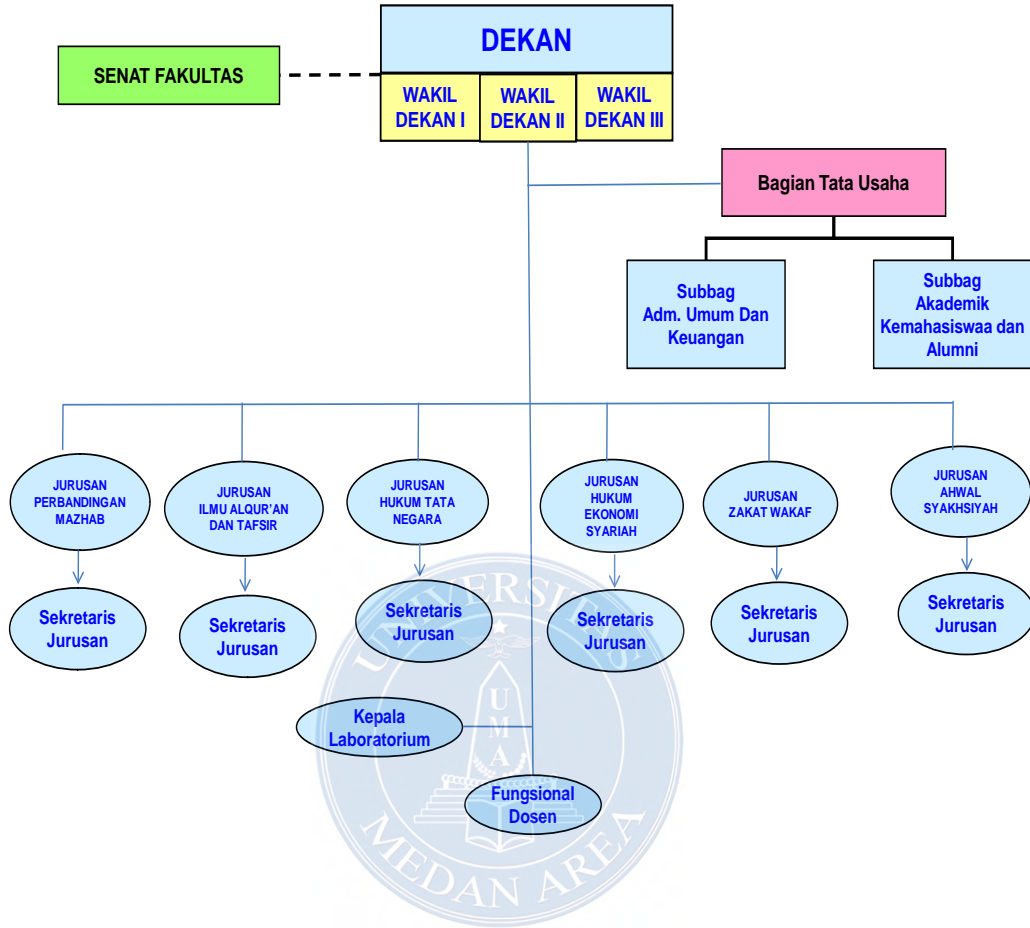 DEKAN
SENAT FAKULTAS
WAKIL
DEKAN I
WAKIL
DEKAN II
WAKIL
DEKAN III
Bagian Tata Usaha
Subbag
Adm. Umum Dan
Keuangan
Subbag
Akademik
Kemahasiswaa dan
Alumni
JURUSAN
PERBANDINGAN
MAZHAB
JURUSAN
ILMU ALQUR’AN
DAN TAFSIR
JURUSAN
HUKUM TATA
NEGARA
JURUSAN
HUKUM
EKONOMI
SYARIAH
JURUSAN
ZAKAT WAKAF
JURUSAN
AHWAL
SYAKHSIYAH
Sekretaris
Jurusan
Sekretaris
Jurusan
Sekretaris
Jurusan
Sekretaris
Jurusan
Sekretaris
Jurusan
Sekretaris
Jurusan
Kepala
Laboratorium
Fungsional
Dosen
UNIVERSITAS
UMA
MEDAN AREA